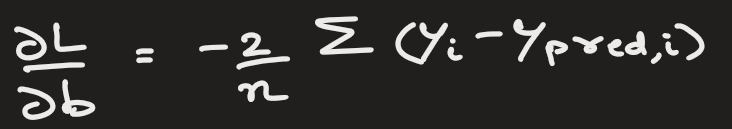 ∂L/∂b = -2/n Σ (Yi - Ypred,i)